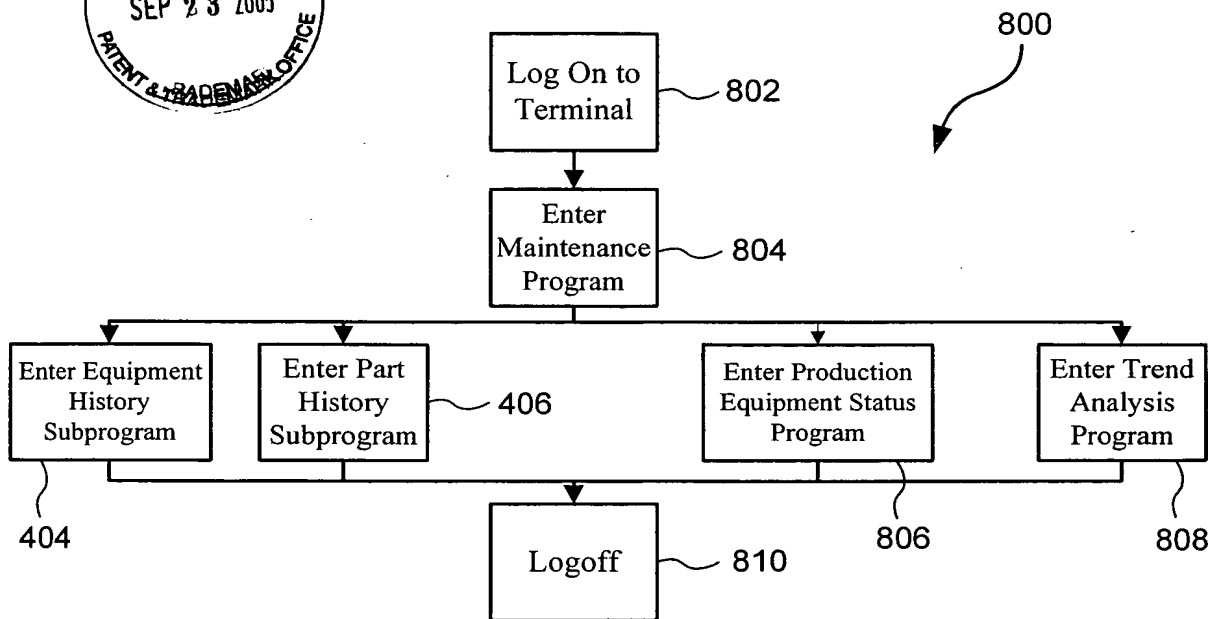 SEP 23 2005
PATENT & TRADEMARK OFFICE
800
Log On to
Terminal
802
Enter
Maintenance
Program
804
Enter Equipment
History
Subprogram
404
Enter Part
History
Subprogram
406
Enter Production
Equipment Status
Program
806
Enter Trend
Analysis
Program
808
Logoff
810